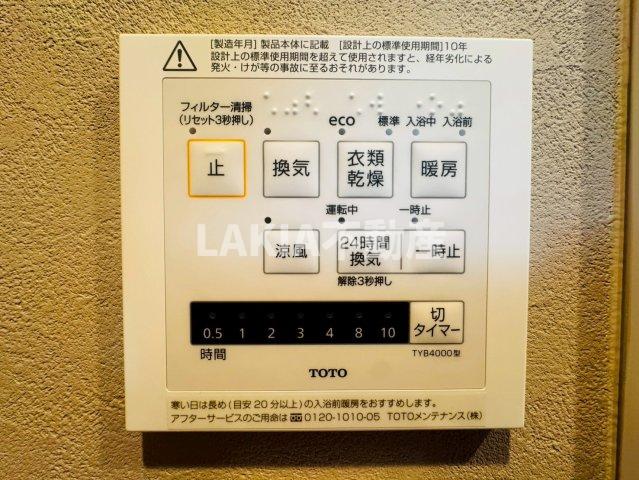 [製造年月] 製品本体に記載 [設計上の標準使用期間]10年
設計上の標準使用期間を超えて使用されますと、経年劣化による
発火・けが等の事故に至るおそれがあります。
フィルター清掃
(リセット3秒押し)
eco 標準 入浴中 入浴前
止 換気 衣類乾燥 暖房
運転中 一時止
涼風 24時間換気 一時止
解除3秒押し
LAKIA不動産
0.5 1 2 3 4 8 10 切タイマー
時間 TYB4000型
TOTO
寒い日は長め(目安20分以上)の入浴前暖房をおすすめします。
アフターサービスのご用命は 0120-1010-05 TOTOメンテナンス(株)